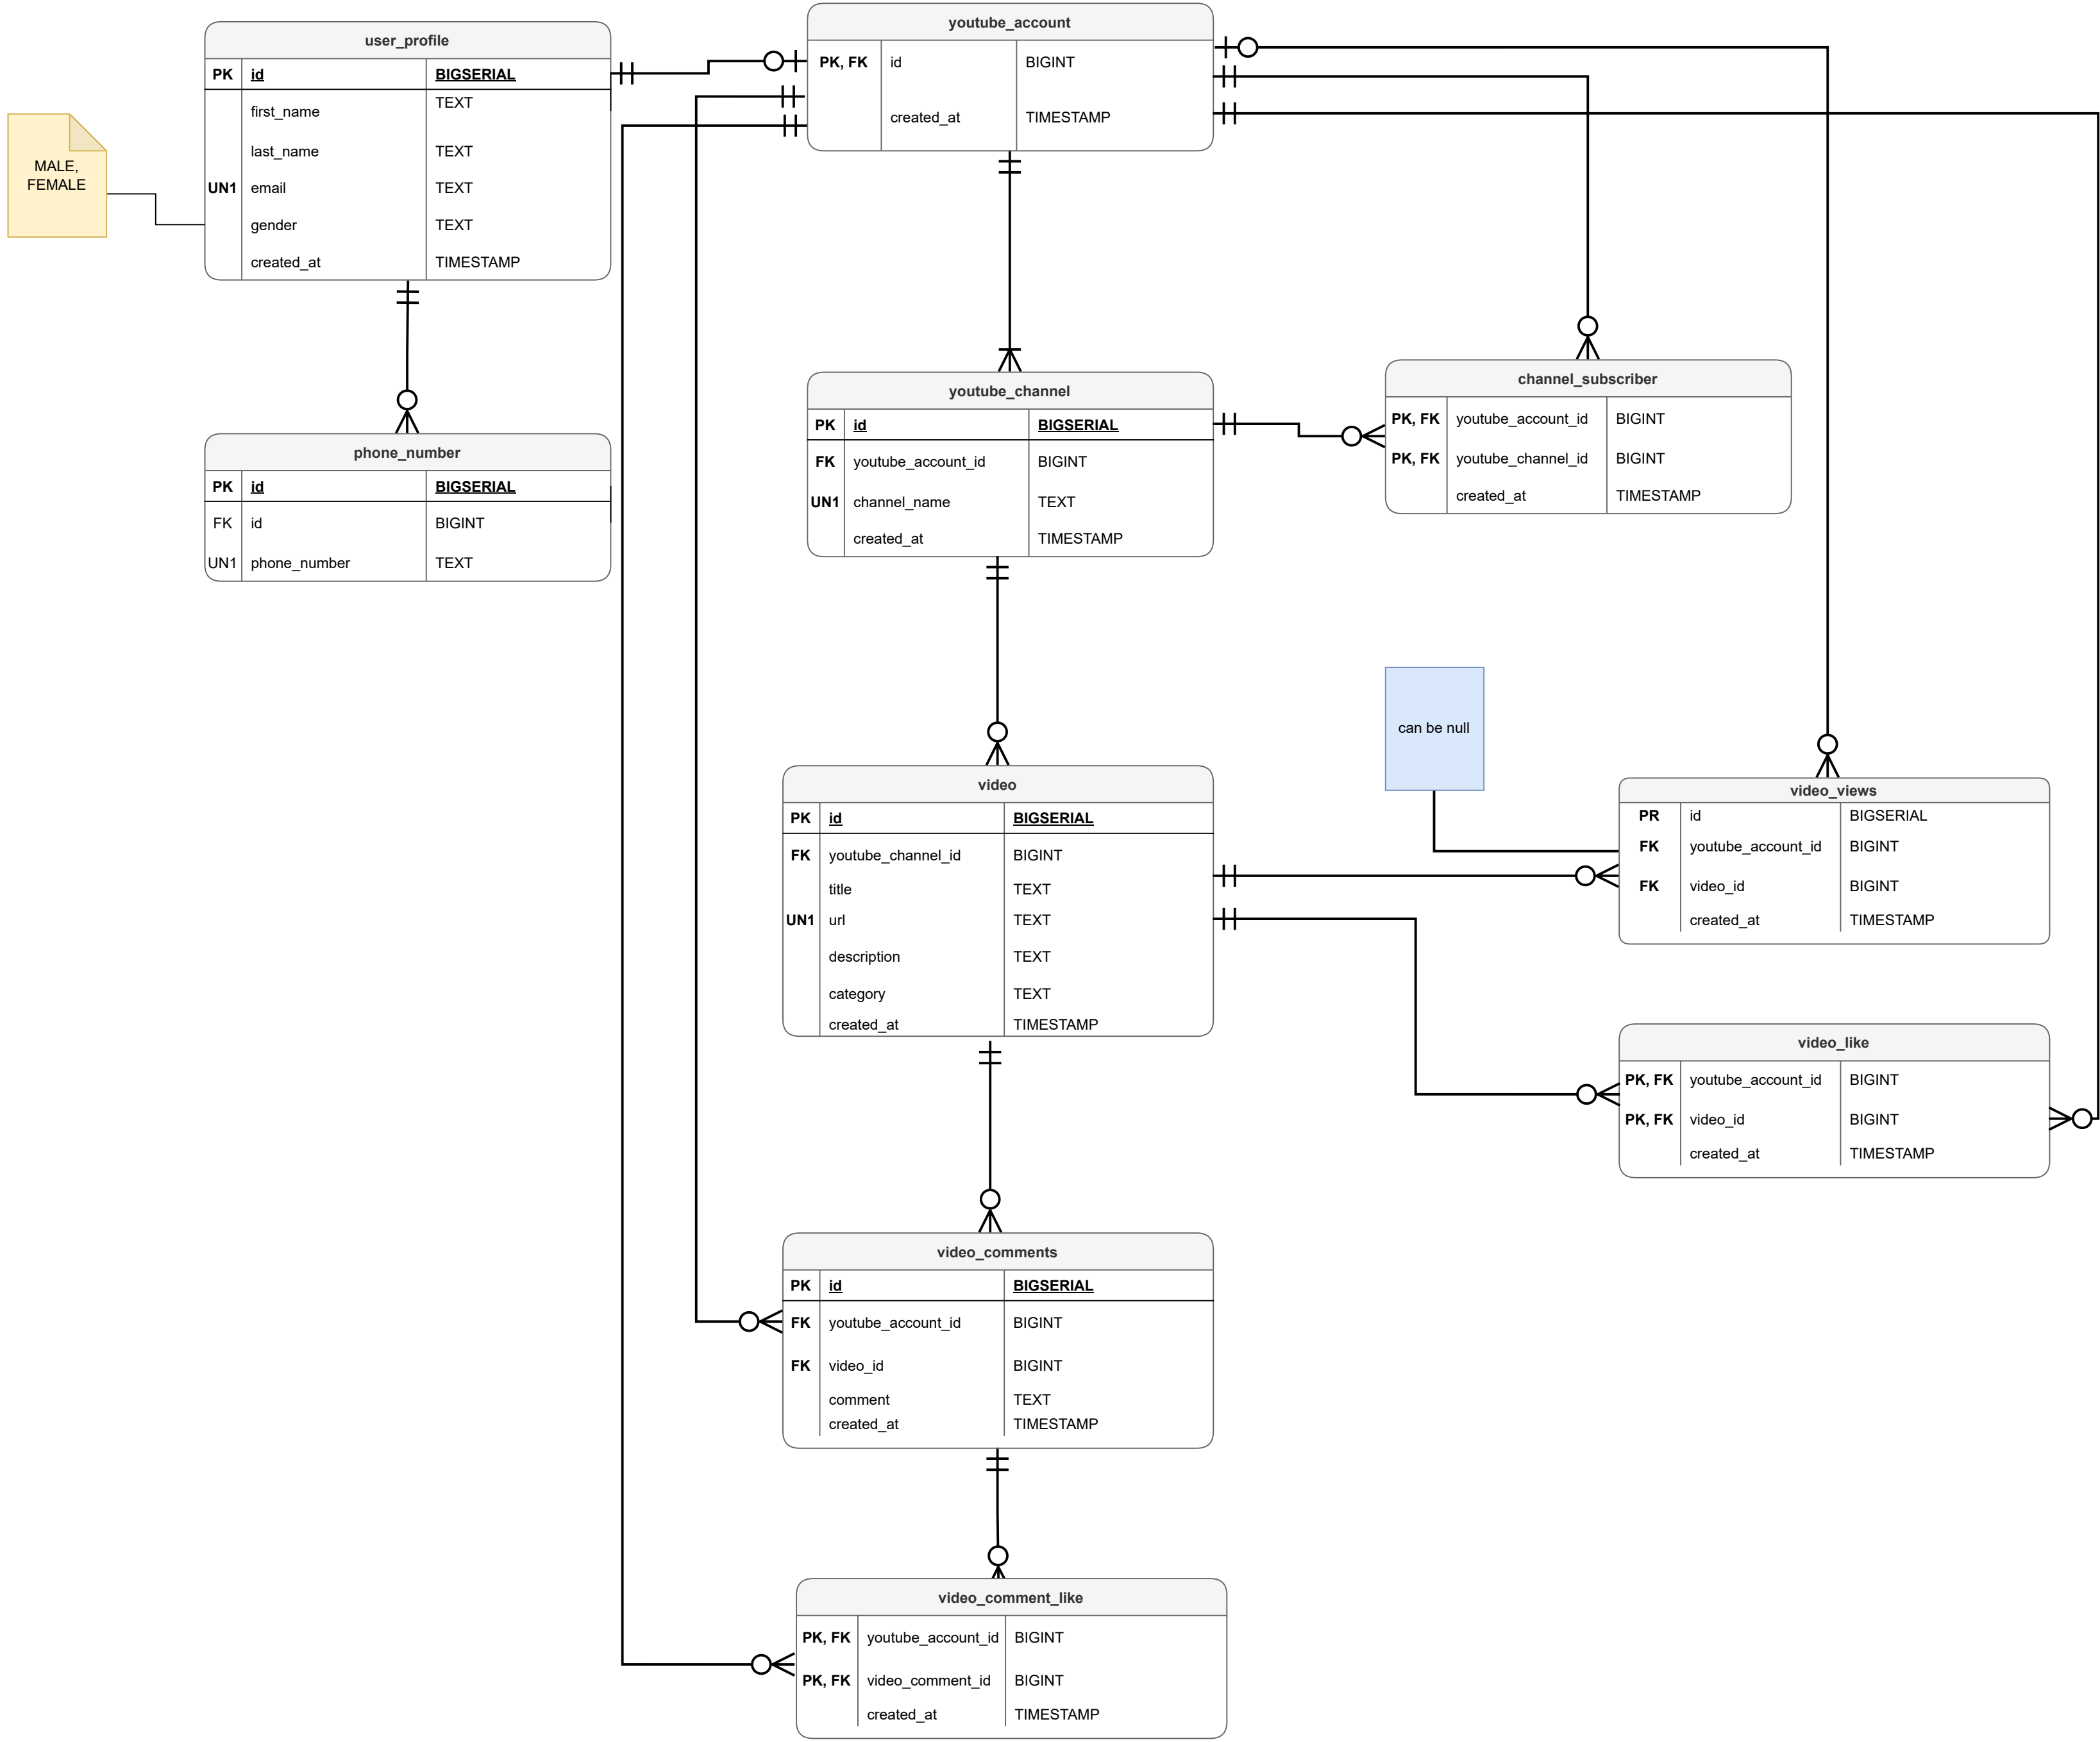 user_profile
PK id BIGSERIAL
first_name TEXT
last_name TEXT
UN1 email TEXT
gender TEXT
created_at TIMESTAMP
MALE,
FEMALE
phone_number
PK id BIGSERIAL
FK id BIGINT
UN1 phone_number TEXT
youtube_account
PK, FK id BIGINT
created_at TIMESTAMP
youtube_channel
PK id BIGSERIAL
FK youtube_account_id BIGINT
UN1 channel_name TEXT
created_at TIMESTAMP
channel_subscriber
PK, FK youtube_account_id BIGINT
PK, FK youtube_channel_id BIGINT
created_at TIMESTAMP
can be null
video
PK id BIGSERIAL
FK youtube_channel_id BIGINT
title TEXT
UN1 url TEXT
description TEXT
category TEXT
created_at TIMESTAMP
video_views
PR id BIGSERIAL
FK youtube_account_id BIGINT
FK video_id BIGINT
created_at TIMESTAMP
video_like
PK, FK youtube_account_id BIGINT
PK, FK video_id BIGINT
created_at TIMESTAMP
video_comments
PK id BIGSERIAL
FK youtube_account_id BIGINT
FK video_id BIGINT
comment TEXT
created_at TIMESTAMP
video_comment_like
PK, FK youtube_account_id BIGINT
PK, FK video_comment_id BIGINT
created_at TIMESTAMP